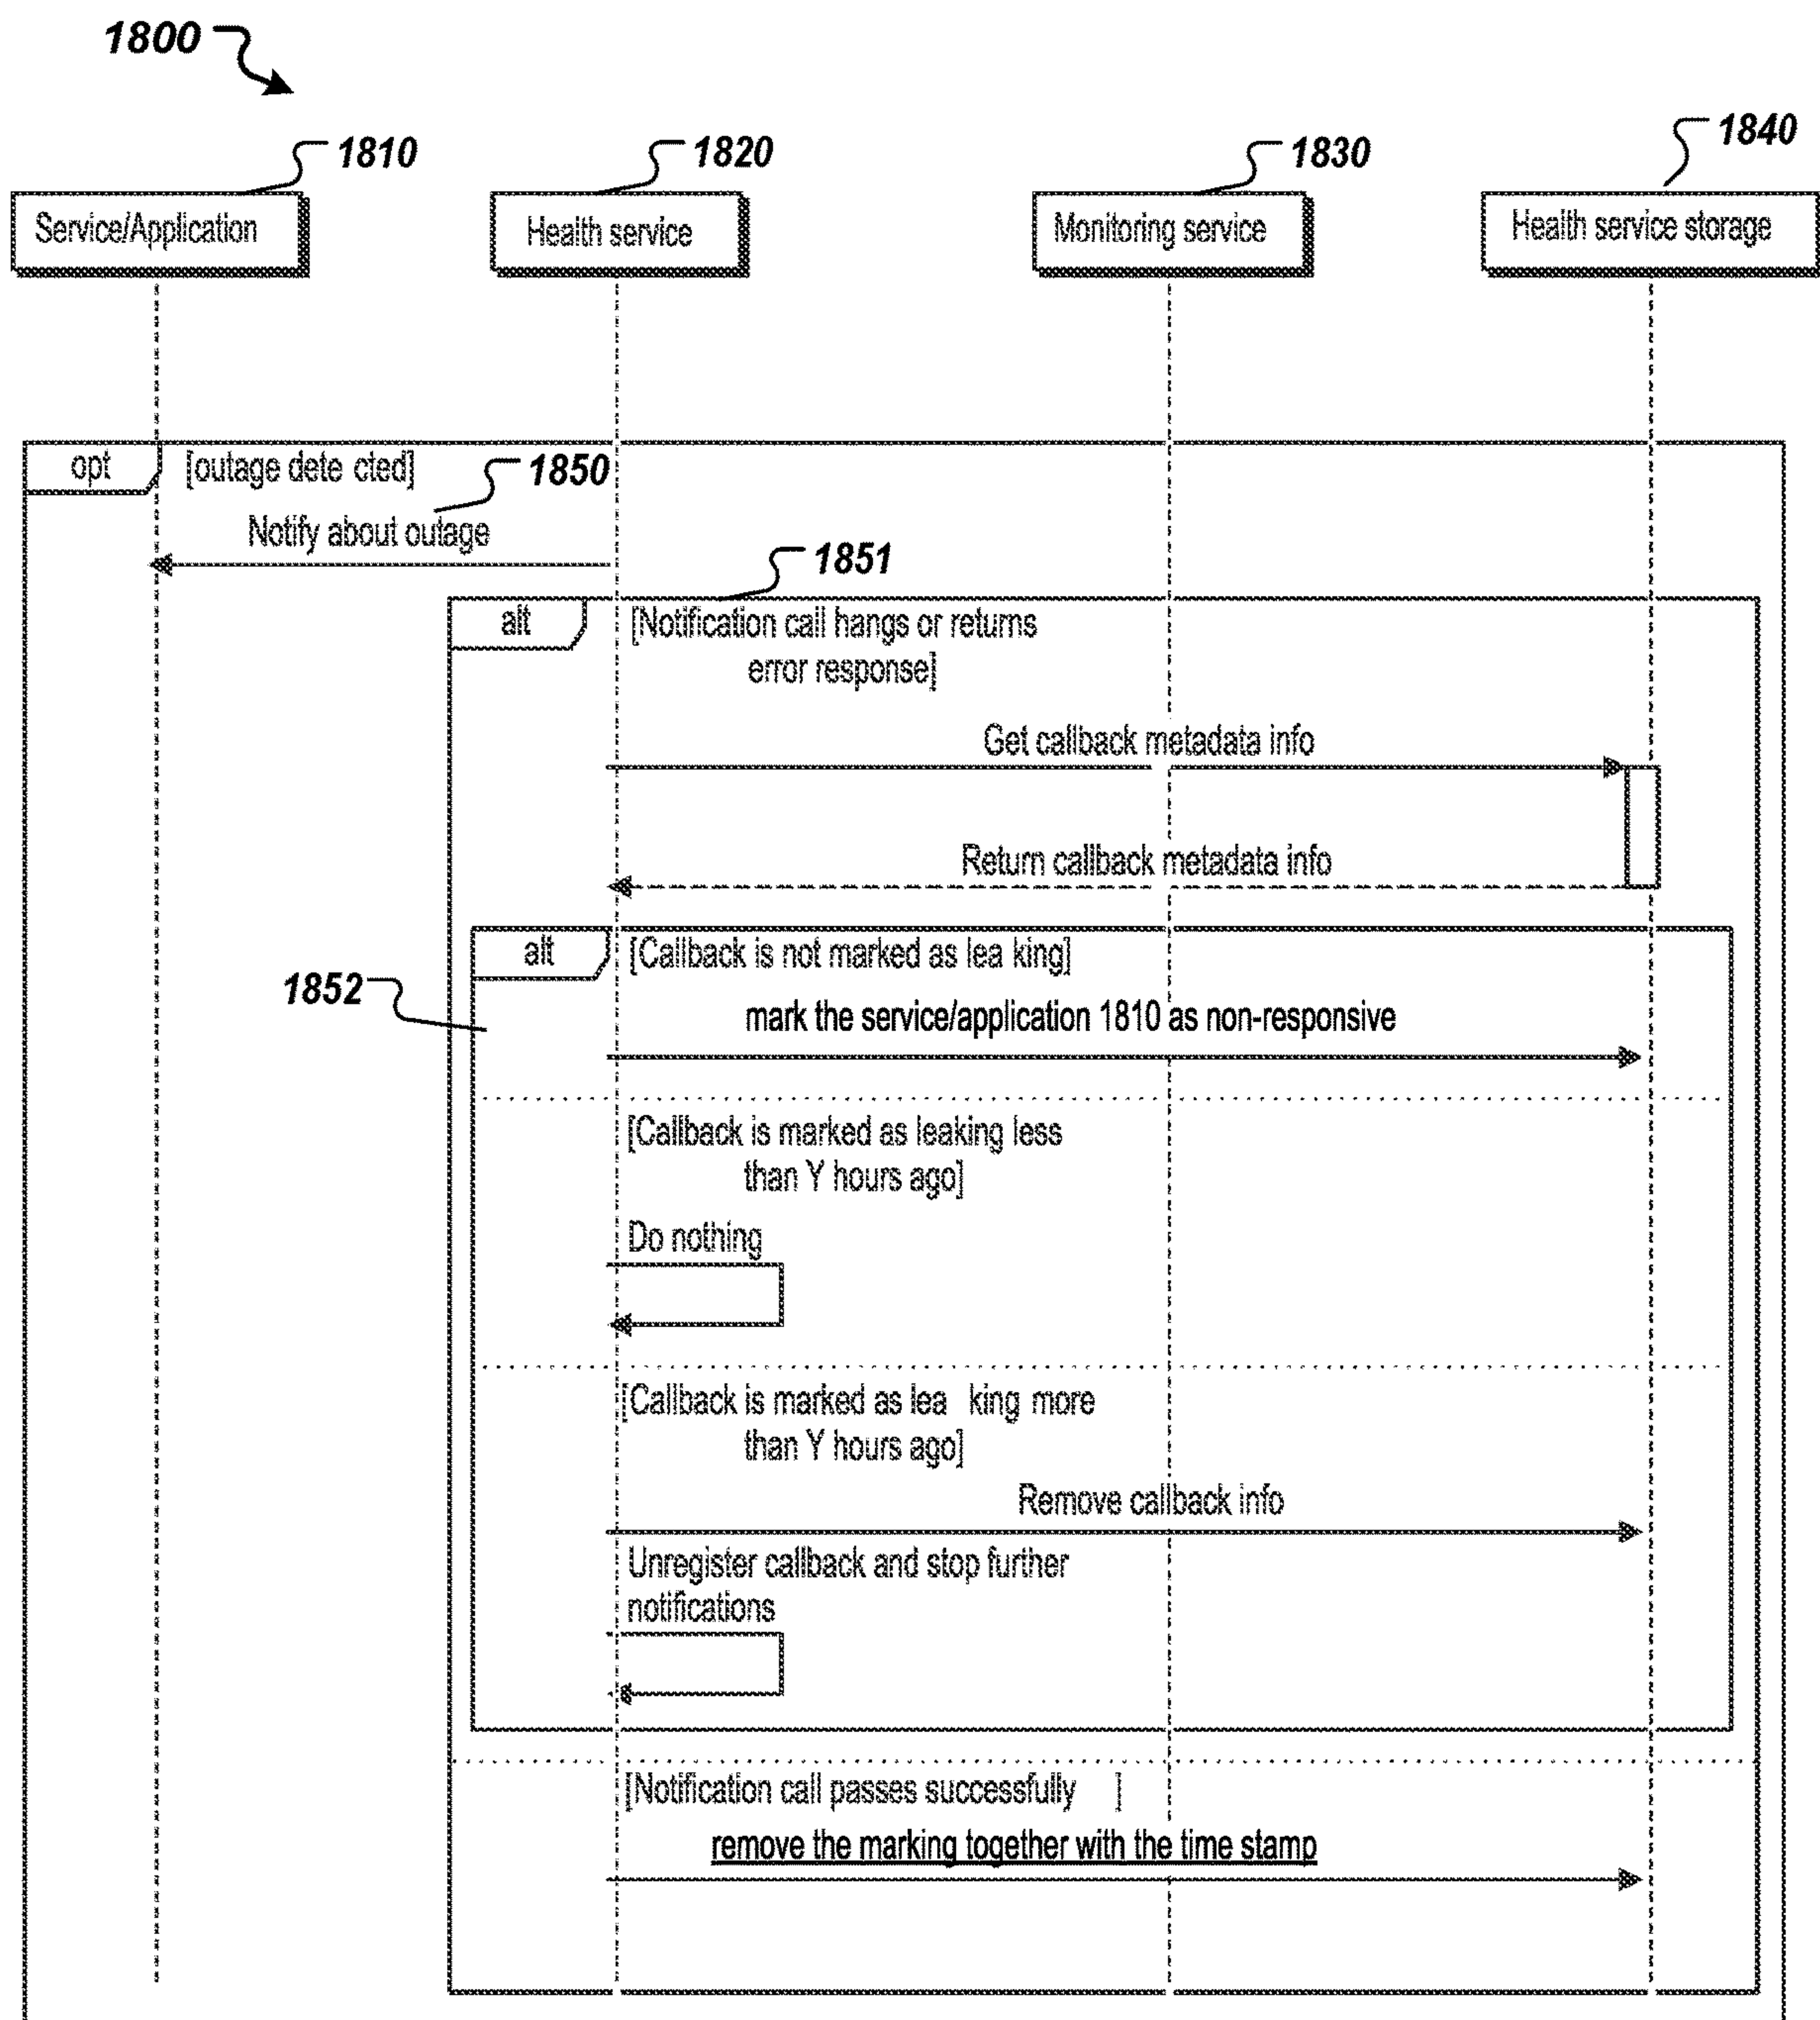 1800
1810
1820
1830
1840
Service/Application
Health service
Monitoring service
Health service storage
opt
[outage dete cted]
1850
Notify about outage
1851
alt
[Notification call hangs or returns
error response]
Get callback metadata info
Return callback metadata info
alt
[Callback is not marked as lea king]
1852
mark the service/application 1810 as non-responsive
[Callback is marked as leaking less
than Y hours ago]
Do nothing
[Callback is marked as lea king more
than Y hours ago]
Remove callback info
Unregister callback and stop further
notifications
[Notification call passes successfully ]
remove the marking together with the time stamp